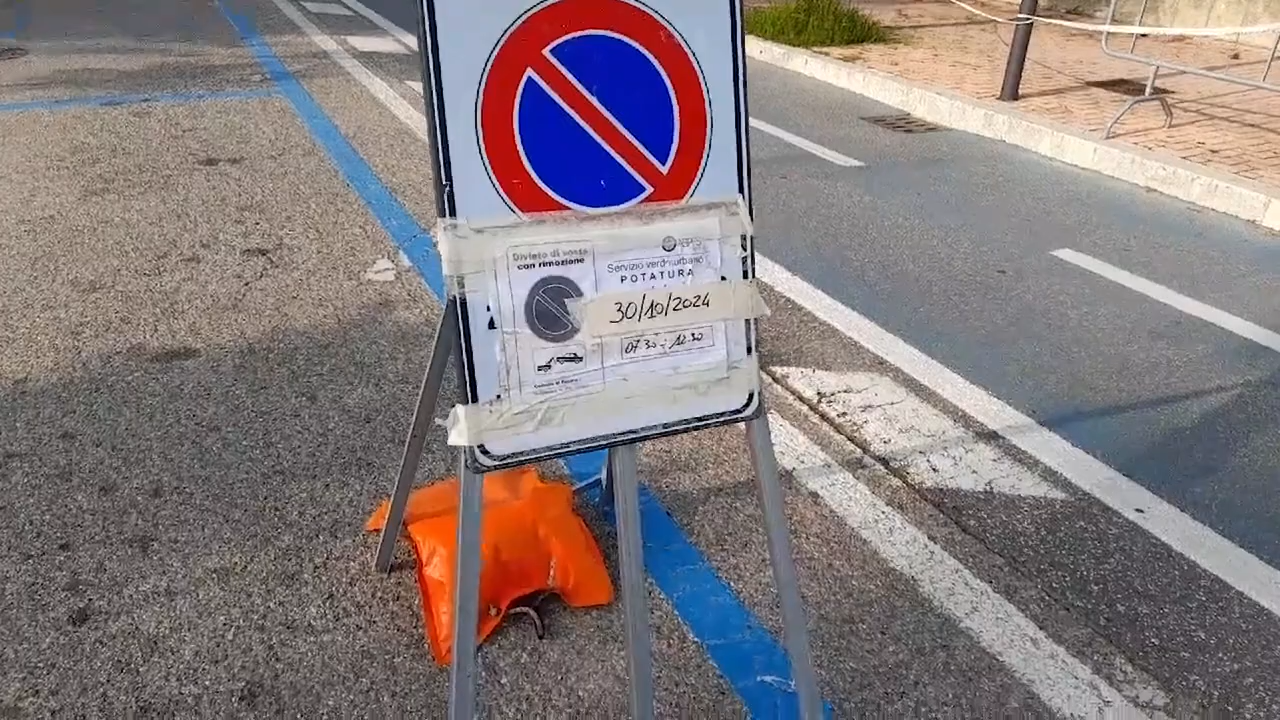 Divieto di sosta
con rimozione
Servizio verde urbano
POTATURA
30/10/2024
07.30 - 12.30